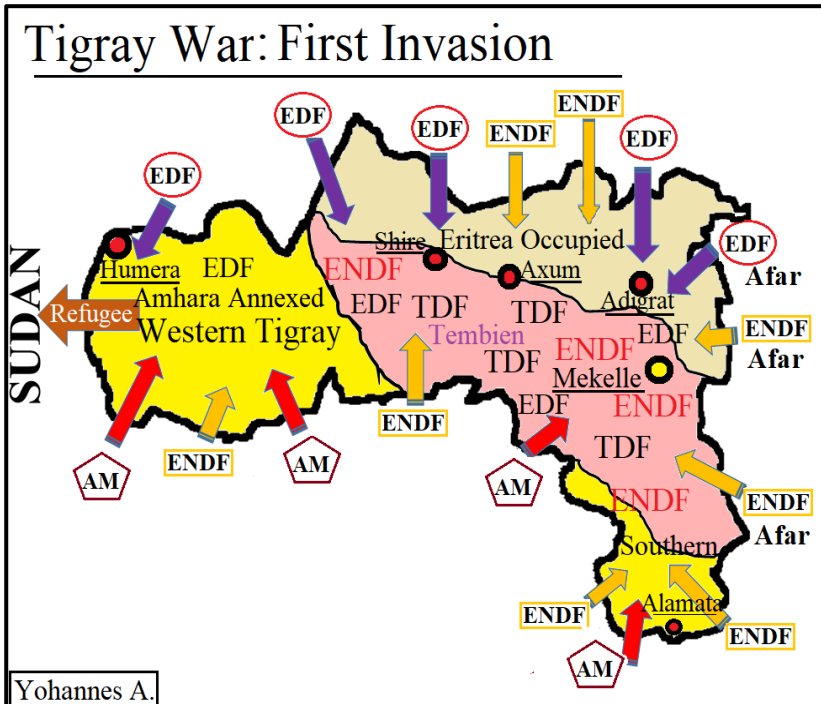 Tigray War: First Invasion
ENDF
EDF
EDF
ENDF
EDF
EDF
EDF
Shire
Eritrea Occupied
Humera
EDF
ENDF
Axum
Afar
Amhara Annexed
EDF
TDF
TDF
Adigrat
SUDAN
Refugee
Western Tigray
Tembien
EDF
ENDF
TDF
ENDF
Afar
Mekelle
ENDF
EDF
ENDF
TDF
AM
ENDF
AM
AM
ENDF
ENDF
Afar
Southern
Alamata
ENDF
ENDF
AM
Yohannes A.